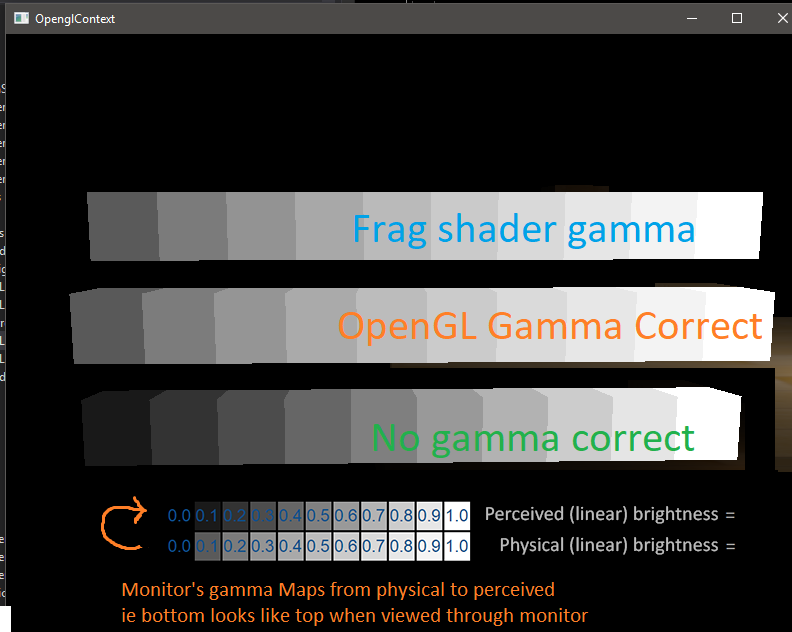 OpenglContext
Frag shader gamma
OpenGL Gamma Correct
No gamma correct
0.0 0.1 0.2 0.3 0.4 0.5 0.6 0.7 0.8 0.9 1.0 Perceived (linear) brightness =
0.0 0.1 0.2 0.3 0.4 0.5 0.6 0.7 0.8 0.9 1.0 Physical (linear) brightness =
Monitor's gamma Maps from physical to perceived
ie bottom looks like top when viewed through monitor